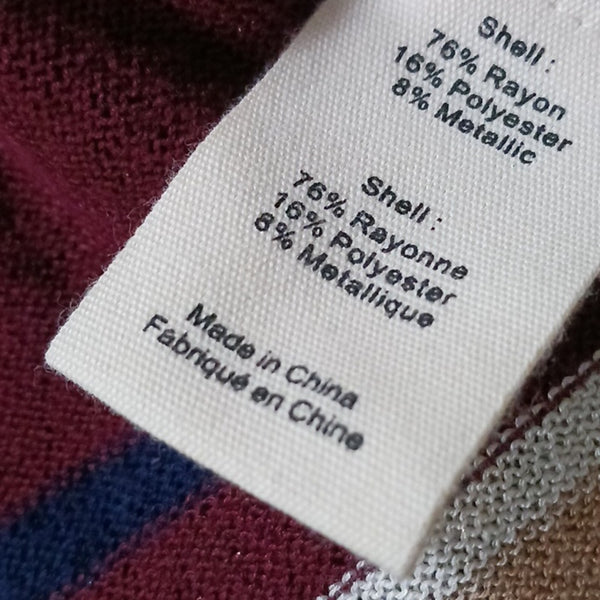 Shell :
76% Rayon
16% Polyester
8% Metallic
Shell :
76% Rayonne
16% Polyester
8% Metallique
Made in China
Fabriqué en Chine